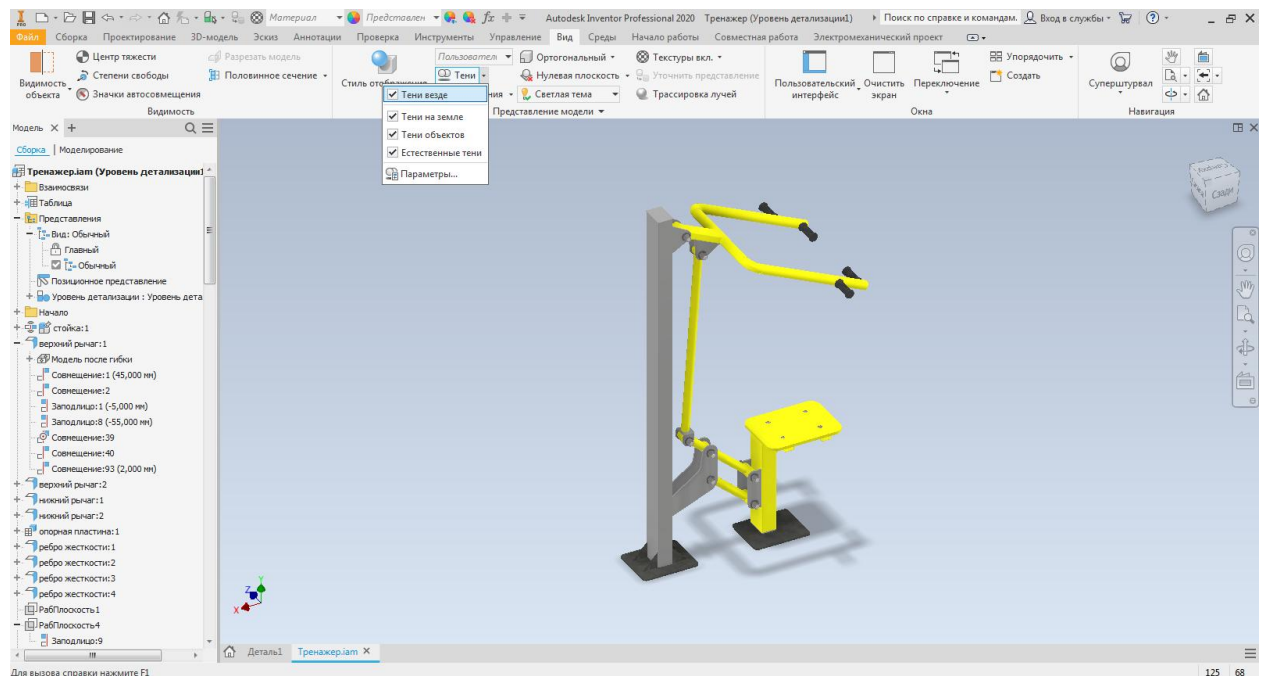 PRO
Материал
Представлен
fx
Autodesk Inventor Professional 2020 Тренажер (Уровень детализации1)
Поиск по справке и командам.
Вход в службы
Файл Сборка Проектирование 3D-модель Эскиз Аннотации Проверка Инструменты Управление Вид Среды Начало работы Совместная работа Электромеханический проект
Видимость объекта
Центр тяжести
Степени свободы
Значки автосовмещения
Разрезать модель
Половинное сечение
Видимость
Стиль отображения
Тени
Ортогональный
Нулевая плоскость
Светлая тема
Текстуры вкл.
Уточнить представление
Трассировка лучей
Представление модели
Пользовательский интерфейс
Очистить экран
Переключение
Упорядочить
Создать
Окна
Суперштурвал
Навигация
Тени везде
Тени на земле
Тени объектов
Естественные тени
Параметры...
Модель
Сборка | Моделирование
Тренажер.iam (Уровень детализации1
Взаимосвязи
Таблица
Представления
Вид: Обычный
Главный
Обычный
Позиционное представление
Уровень детализации : Уровень дета
Начало
стойка:1
верхний рычаг:1
Модель после гибки
Совмещение:1 (45,000 мм)
Совмещение:2
Заподлицо:1 (-5,000 мм)
Заподлицо:8 (-55,000 мм)
Совмещение:39
Совмещение:40
Совмещение:93 (2,000 мм)
верхний рычаг:2
нижний рычаг:1
нижний рычаг:2
опорная пластина:1
ребро жесткости:1
ребро жесткости:2
ребро жесткости:3
ребро жесткости:4
РабПлоскость1
РабПлоскость4
Заподлицо:9
Z Y
X
Деталь1 Тренажер.iam
Для вызова справки нажмите F1
125 68